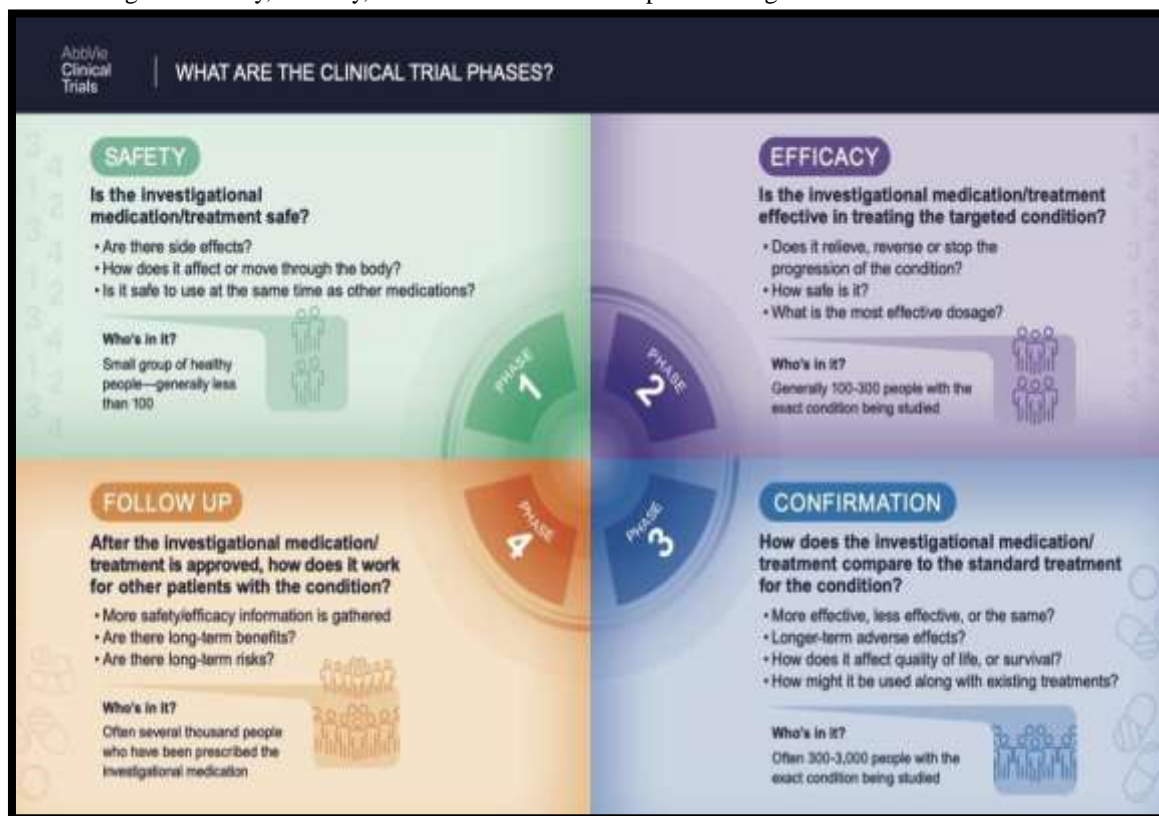 AbbVie
Clinical
Trials
WHAT ARE THE CLINICAL TRIAL PHASES?
SAFETY
Is the investigational
medication/treatment safe?
• Are there side effects?
• How does it affect or move through the body?
• Is it safe to use at the same time as other medications?
Who's in it?
Small group of healthy
people—generally less
than 100
PHASE
1
EFFICACY
Is the investigational medication/treatment
effective in treating the targeted condition?
• Does it relieve, reverse or stop the
progression of the condition?
• How safe is it?
• What is the most effective dosage?
Who's in it?
Generally 100-300 people with the
exact condition being studied
PHASE
2
CONFIRMATION
How does the investigational medication/
treatment compare to the standard treatment
for the condition?
• More effective, less effective, or the same?
• Longer-term adverse effects?
• How does it affect quality of life, or survival?
• How might it be used along with existing treatments?
Who's in it?
Often 300-3,000 people with the
exact condition being studied
PHASE
3
FOLLOW UP
After the investigational medication/
treatment is approved, how does it work
for other patients with the condition?
• More safety/efficacy information is gathered
• Are there long-term benefits?
• Are there long-term risks?
Who's in it?
Often several thousand people
who have been prescribed the
investigational medication
PHASE
4